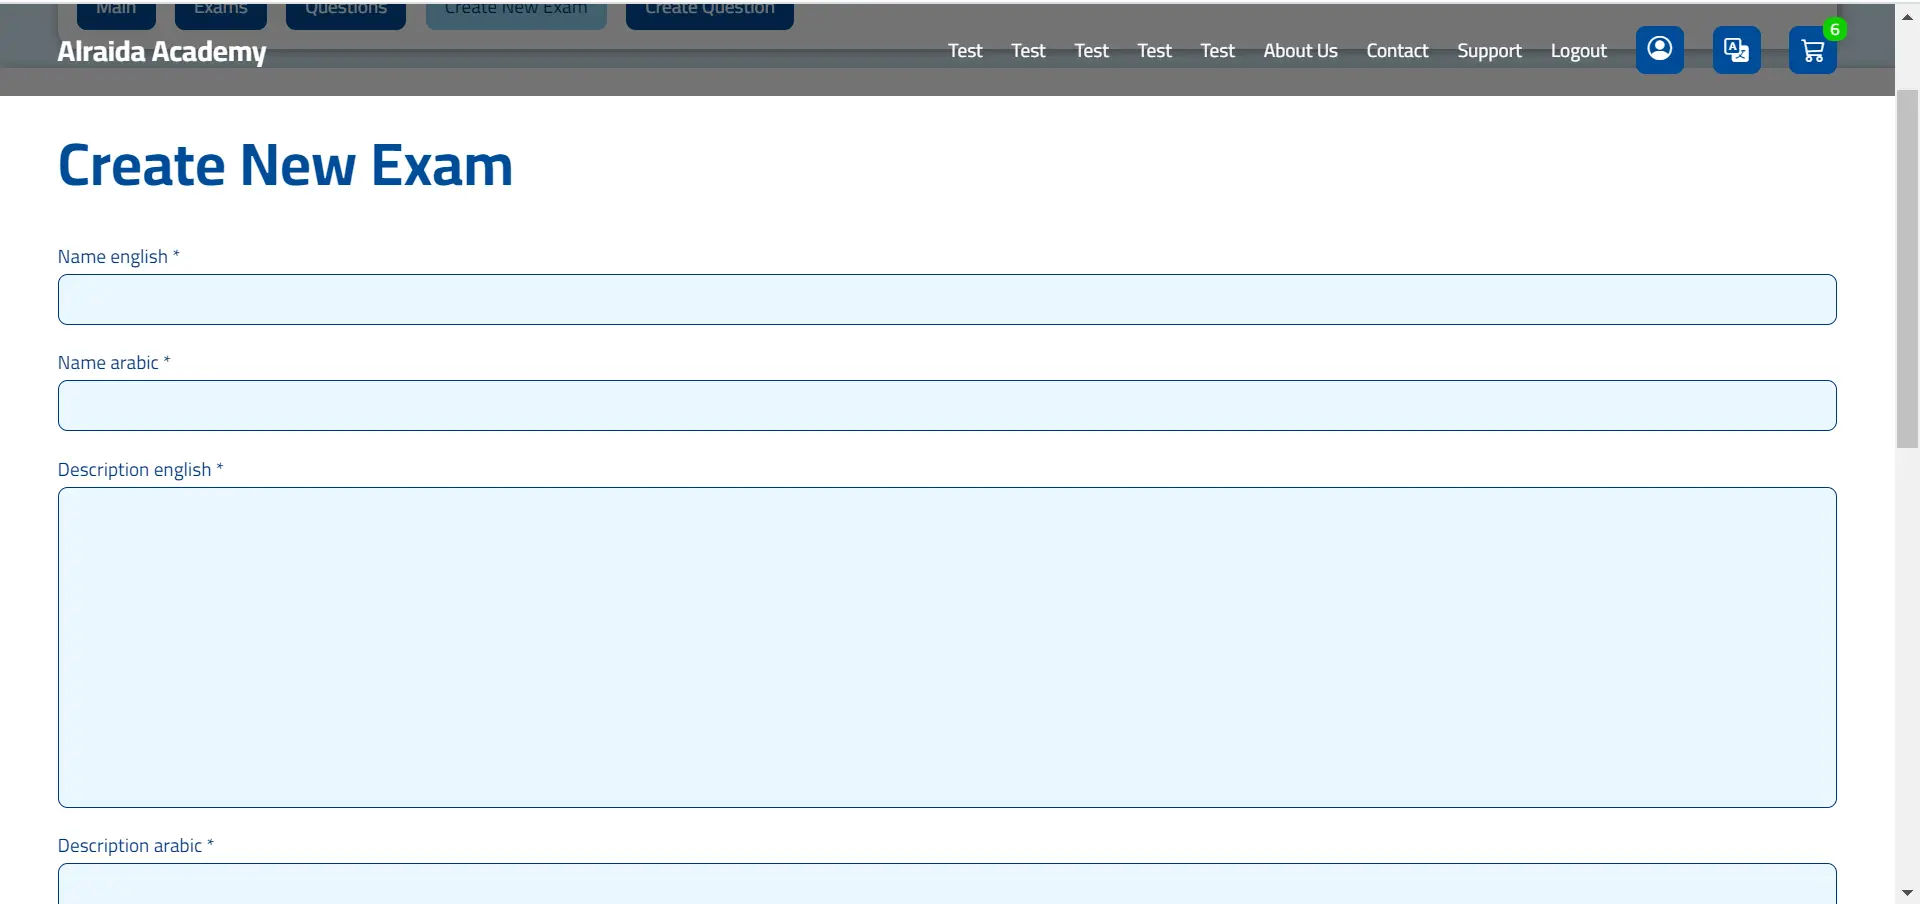 Main Exams Questions Create New Exam Create Question
Alraida Academy Test Test Test Test Test About Us Contact Support Logout 6
Create New Exam
Name english *
Name arabic *
Description english *
Description arabic *